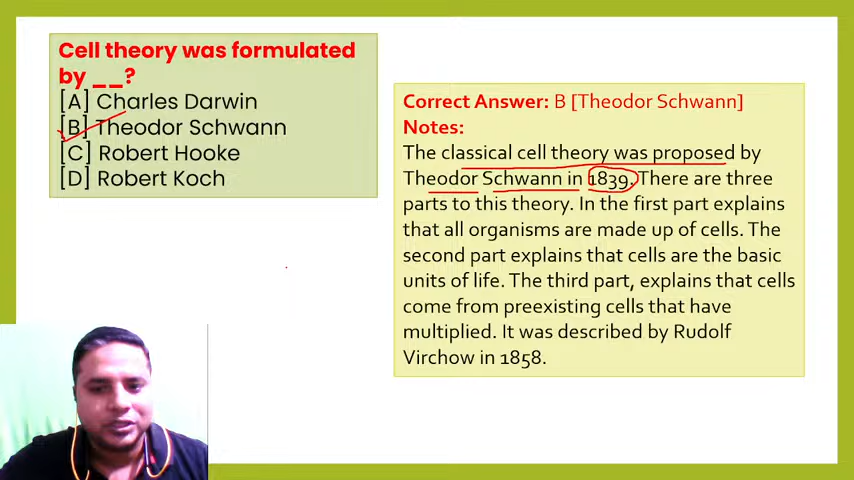 Cell theory was formulated
by __?
[A] Charles Darwin
[B] Theodor Schwann
[C] Robert Hooke
[D] Robert Koch
Correct Answer: B [Theodor Schwann]
Notes:
The classical cell theory was proposed by
Theodor Schwann in 1839. There are three
parts to this theory. In the first part explains
that all organisms are made up of cells. The
second part explains that cells are the basic
units of life. The third part, explains that cells
come from preexisting cells that have
multiplied. It was described by Rudolf
Virchow in 1858.